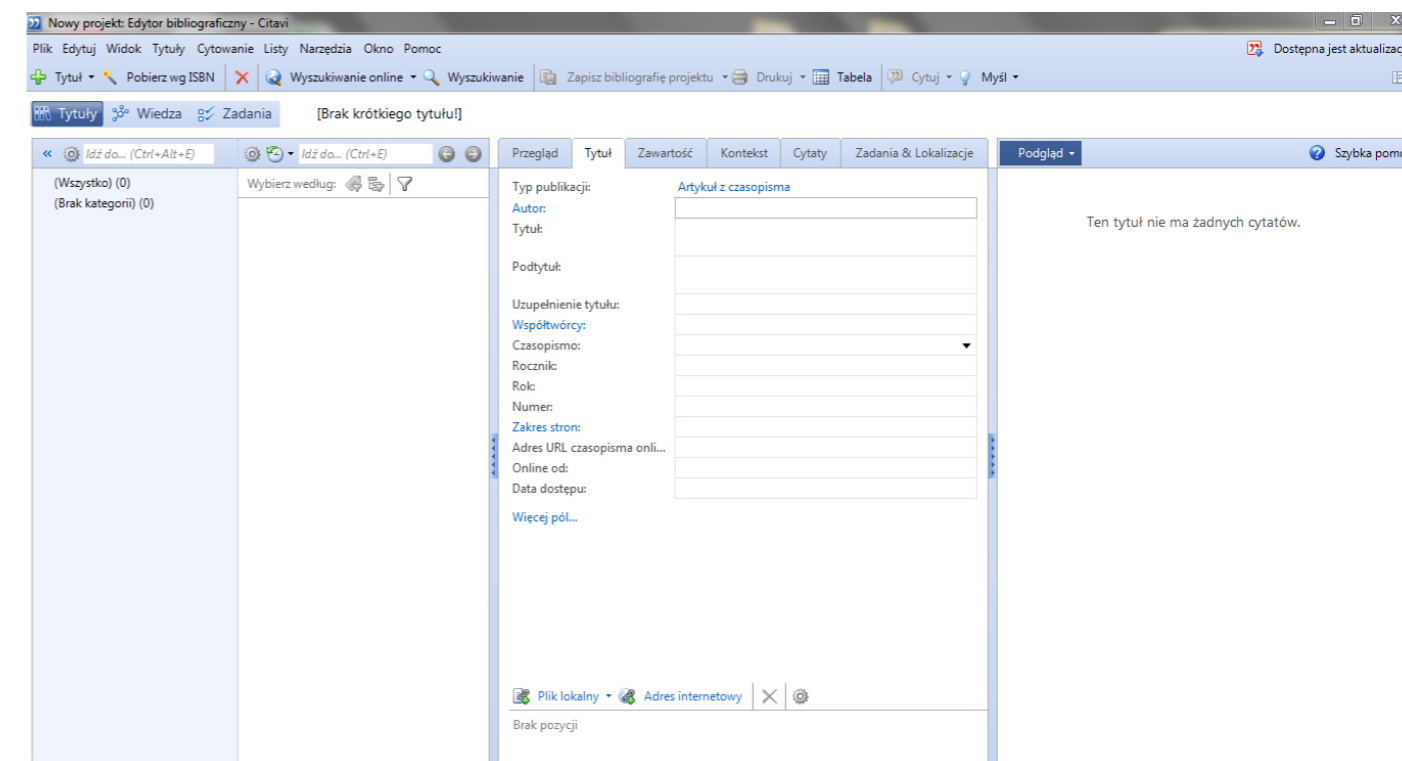 Nowy projekt: Edytor bibliograficzny - Citavi
Plik Edytuj Widok Tytuły Cytowanie Listy Narzędzia Okno Pomoc
Dostępna jest aktualizac
Tytuł Pobierz wg ISBN Wyszukiwanie online Wyszukiwanie Zapisz bibliografię projektu Drukuj Tabela Cytuj Myśl
Tytuły Wiedza Zadania [Brak krótkiego tytułu!]
Idź do... (Ctrl+Alt+E)
Idź do... (Ctrl+E)
Przegląd Tytuł Zawartość Kontekst Cytaty Zadania & Lokalizacje
Podgląd
Szybka pomo
(Wszystko) (0)
(Brak kategorii) (0)
Wybierz według:
Typ publikacji: Artykuł z czasopisma
Autor:
Tytuł:
Podtytuł:
Uzupełnienie tytułu:
Współtwórcy:
Czasopismo:
Rocznik:
Rok:
Numer:
Zakres stron:
Adres URL czasopisma onli...
Online od:
Data dostępu:
Więcej pól...
Plik lokalny Adres internetowy
Brak pozycji
Ten tytuł nie ma żadnych cytatów.